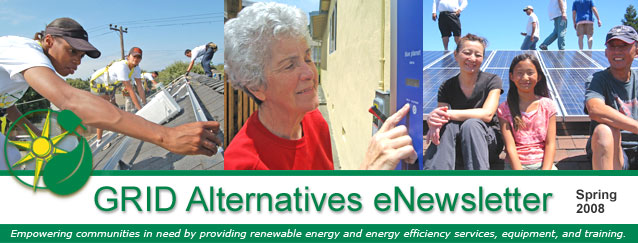 GRID Alternatives eNewsletter
Spring
2008
Empowering communities in need by providing renewable energy and energy efficiency services, equipment, and training.